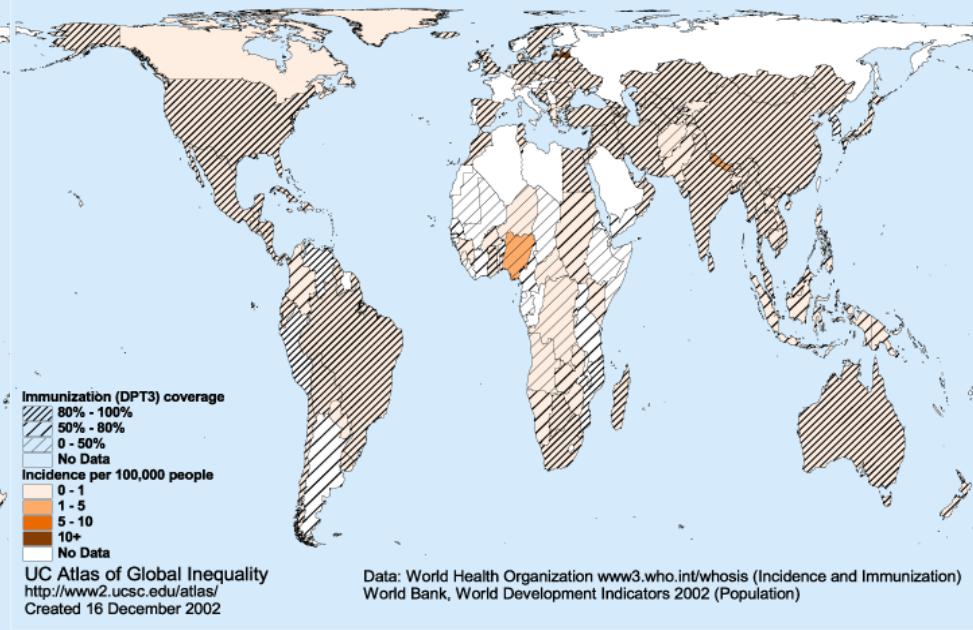 Immunization (DPT3) coverage
80% - 100%
50% - 80%
0 - 50%
No Data
Incidence per 100,000 people
0 - 1
1 - 5
5 - 10
10+
No Data
UC Atlas of Global Inequality
http://www2.ucsc.edu/atlas/
Created 16 December 2002
Data: World Health Organization www3.who.int/whosis (Incidence and Immunization)
World Bank, World Development Indicators 2002 (Population)